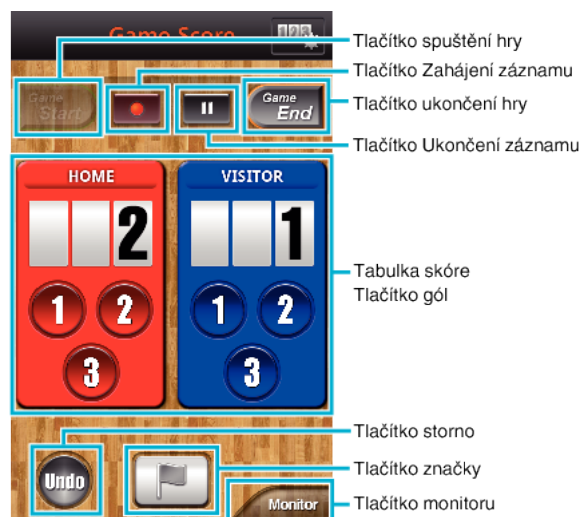 Game Score
123
Tlačítko spuštění hry
Tlačítko Zahájení záznamu
Game
Start
Game
End
Tlačítko ukončení hry
Tlačítko Ukončení záznamu
HOME
VISITOR
2
1
Tabulka skóre
Tlačítko gól
1
2
1
2
3
3
Tlačítko storno
Undo
Tlačítko značky
Monitor
Tlačítko monitoru